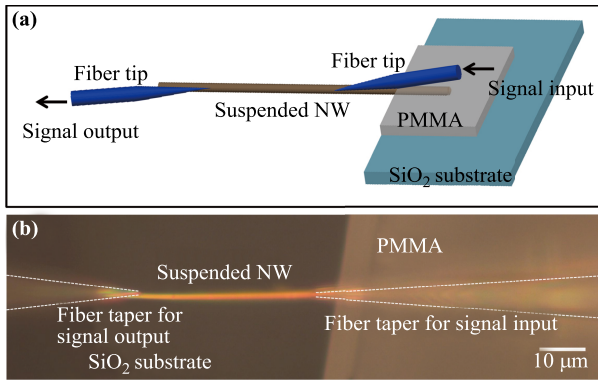 (a)
Fiber tip
Fiber tip
Signal output
Suspended NW
Signal input
PMMA
SiO₂ substrate
(b)
PMMA
Suspended NW
Fiber taper for
signal output
Fiber taper for signal input
SiO₂ substrate
10 μm